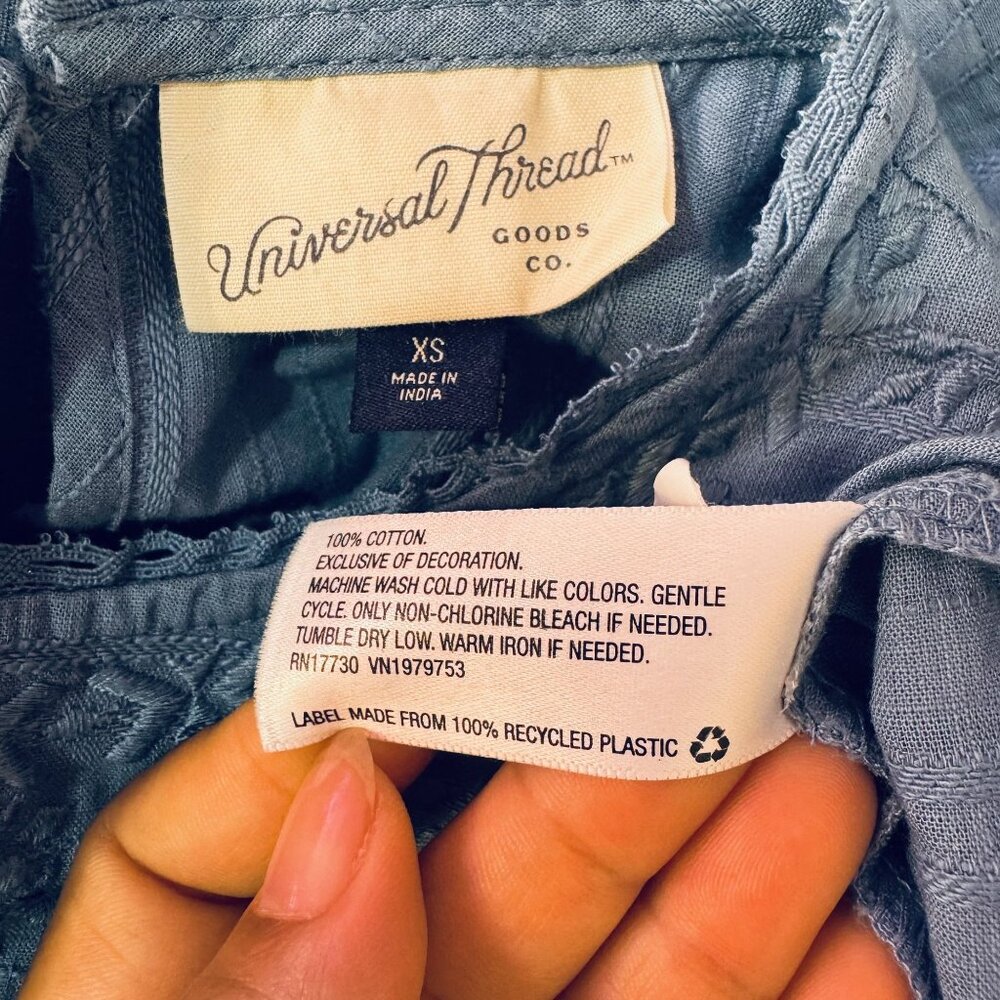 Universal Thread™
GOODS
CO.
XS
MADE IN
INDIA
100% COTTON.
EXCLUSIVE OF DECORATION.
MACHINE WASH COLD WITH LIKE COLORS. GENTLE
CYCLE. ONLY NON-CHLORINE BLEACH IF NEEDED.
TUMBLE DRY LOW. WARM IRON IF NEEDED.
RN17730 VN1979753
LABEL MADE FROM 100% RECYCLED PLASTIC